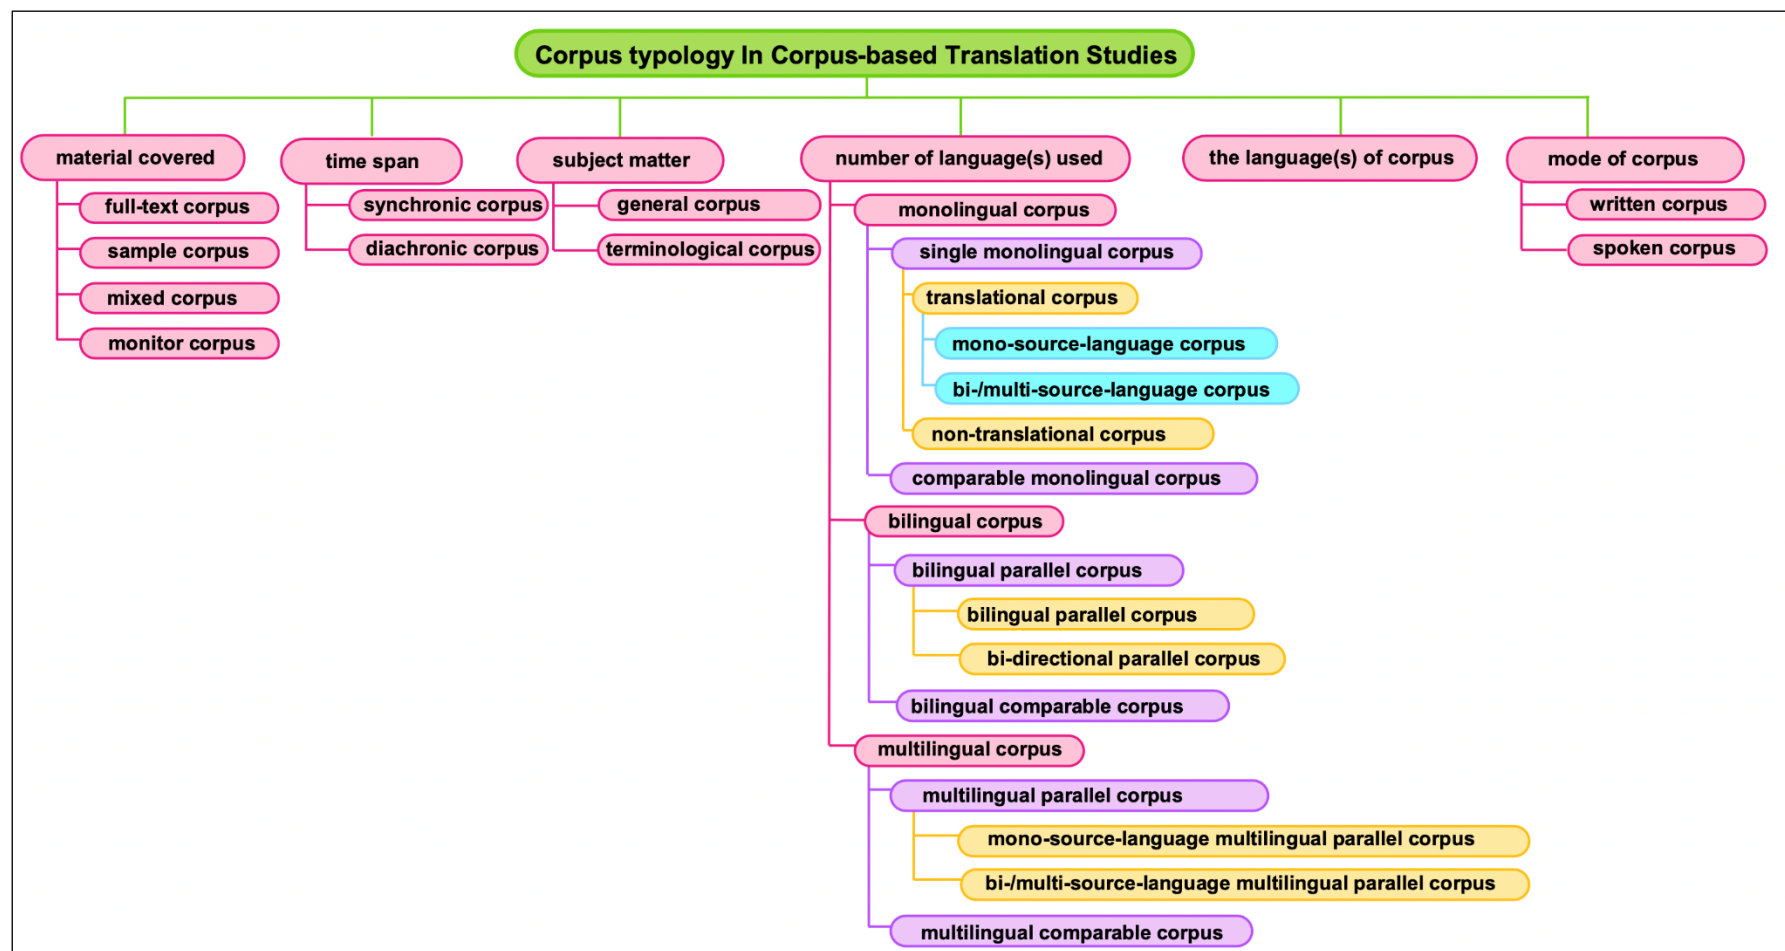 Corpus typology In Corpus-based Translation Studies
material covered
full-text corpus
sample corpus
mixed corpus
monitor corpus
time span
synchronic corpus
diachronic corpus
subject matter
general corpus
terminological corpus
number of language(s) used
monolingual corpus
single monolingual corpus
translational corpus
mono-source-language corpus
bi-/multi-source-language corpus
non-translational corpus
comparable monolingual corpus
bilingual corpus
bilingual parallel corpus
bilingual parallel corpus
bi-directional parallel corpus
bilingual comparable corpus
multilingual corpus
multilingual parallel corpus
mono-source-language multilingual parallel corpus
bi-/multi-source-language multilingual parallel corpus
multilingual comparable corpus
the language(s) of corpus
mode of corpus
written corpus
spoken corpus